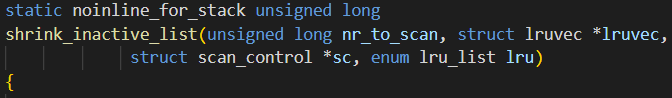 static noinline_for_stack unsigned long
shrink_inactive_list(unsigned long nr_to_scan, struct lruvec *lruvec,
struct scan_control *sc, enum lru_list lru)
{